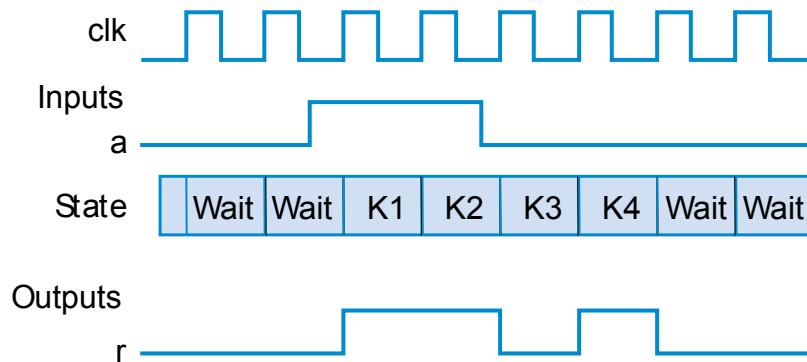 clk
Inputs
a
State Wait Wait K1 K2 K3 K4 Wait Wait
Outputs
r